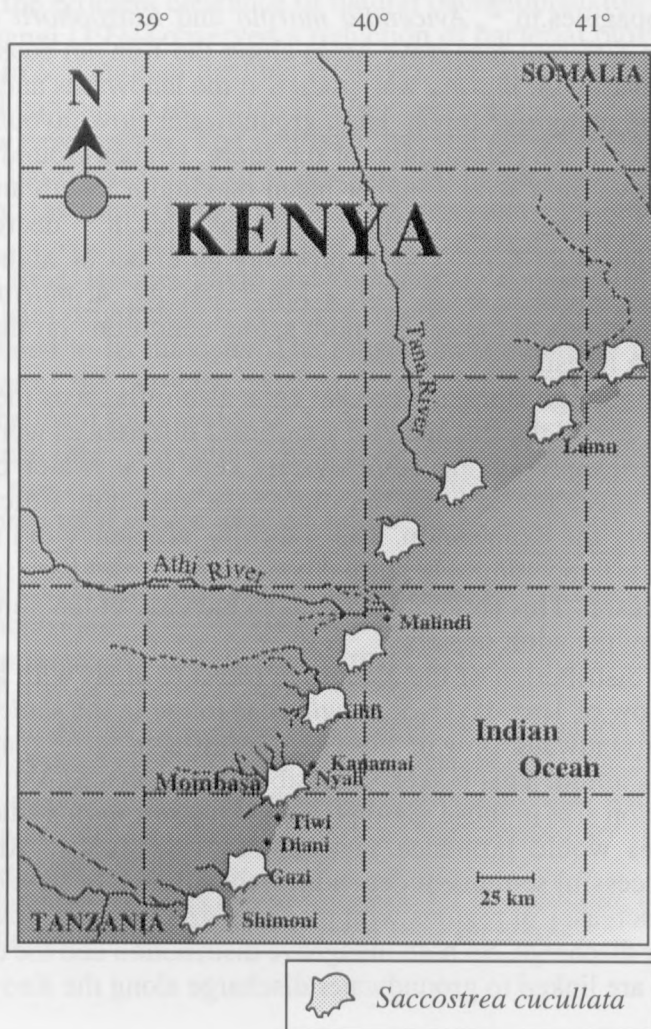 39° 40° 41°
SOMALIA
N
KENYA
Tana River
Lamu
Athi River
Malindi
Indian
Ocean
Kanamai
Mombasa Nyali
Tiwi
Diani
Gazi
25 km
TANZANIA Shimoni
Saccostrea cucullata